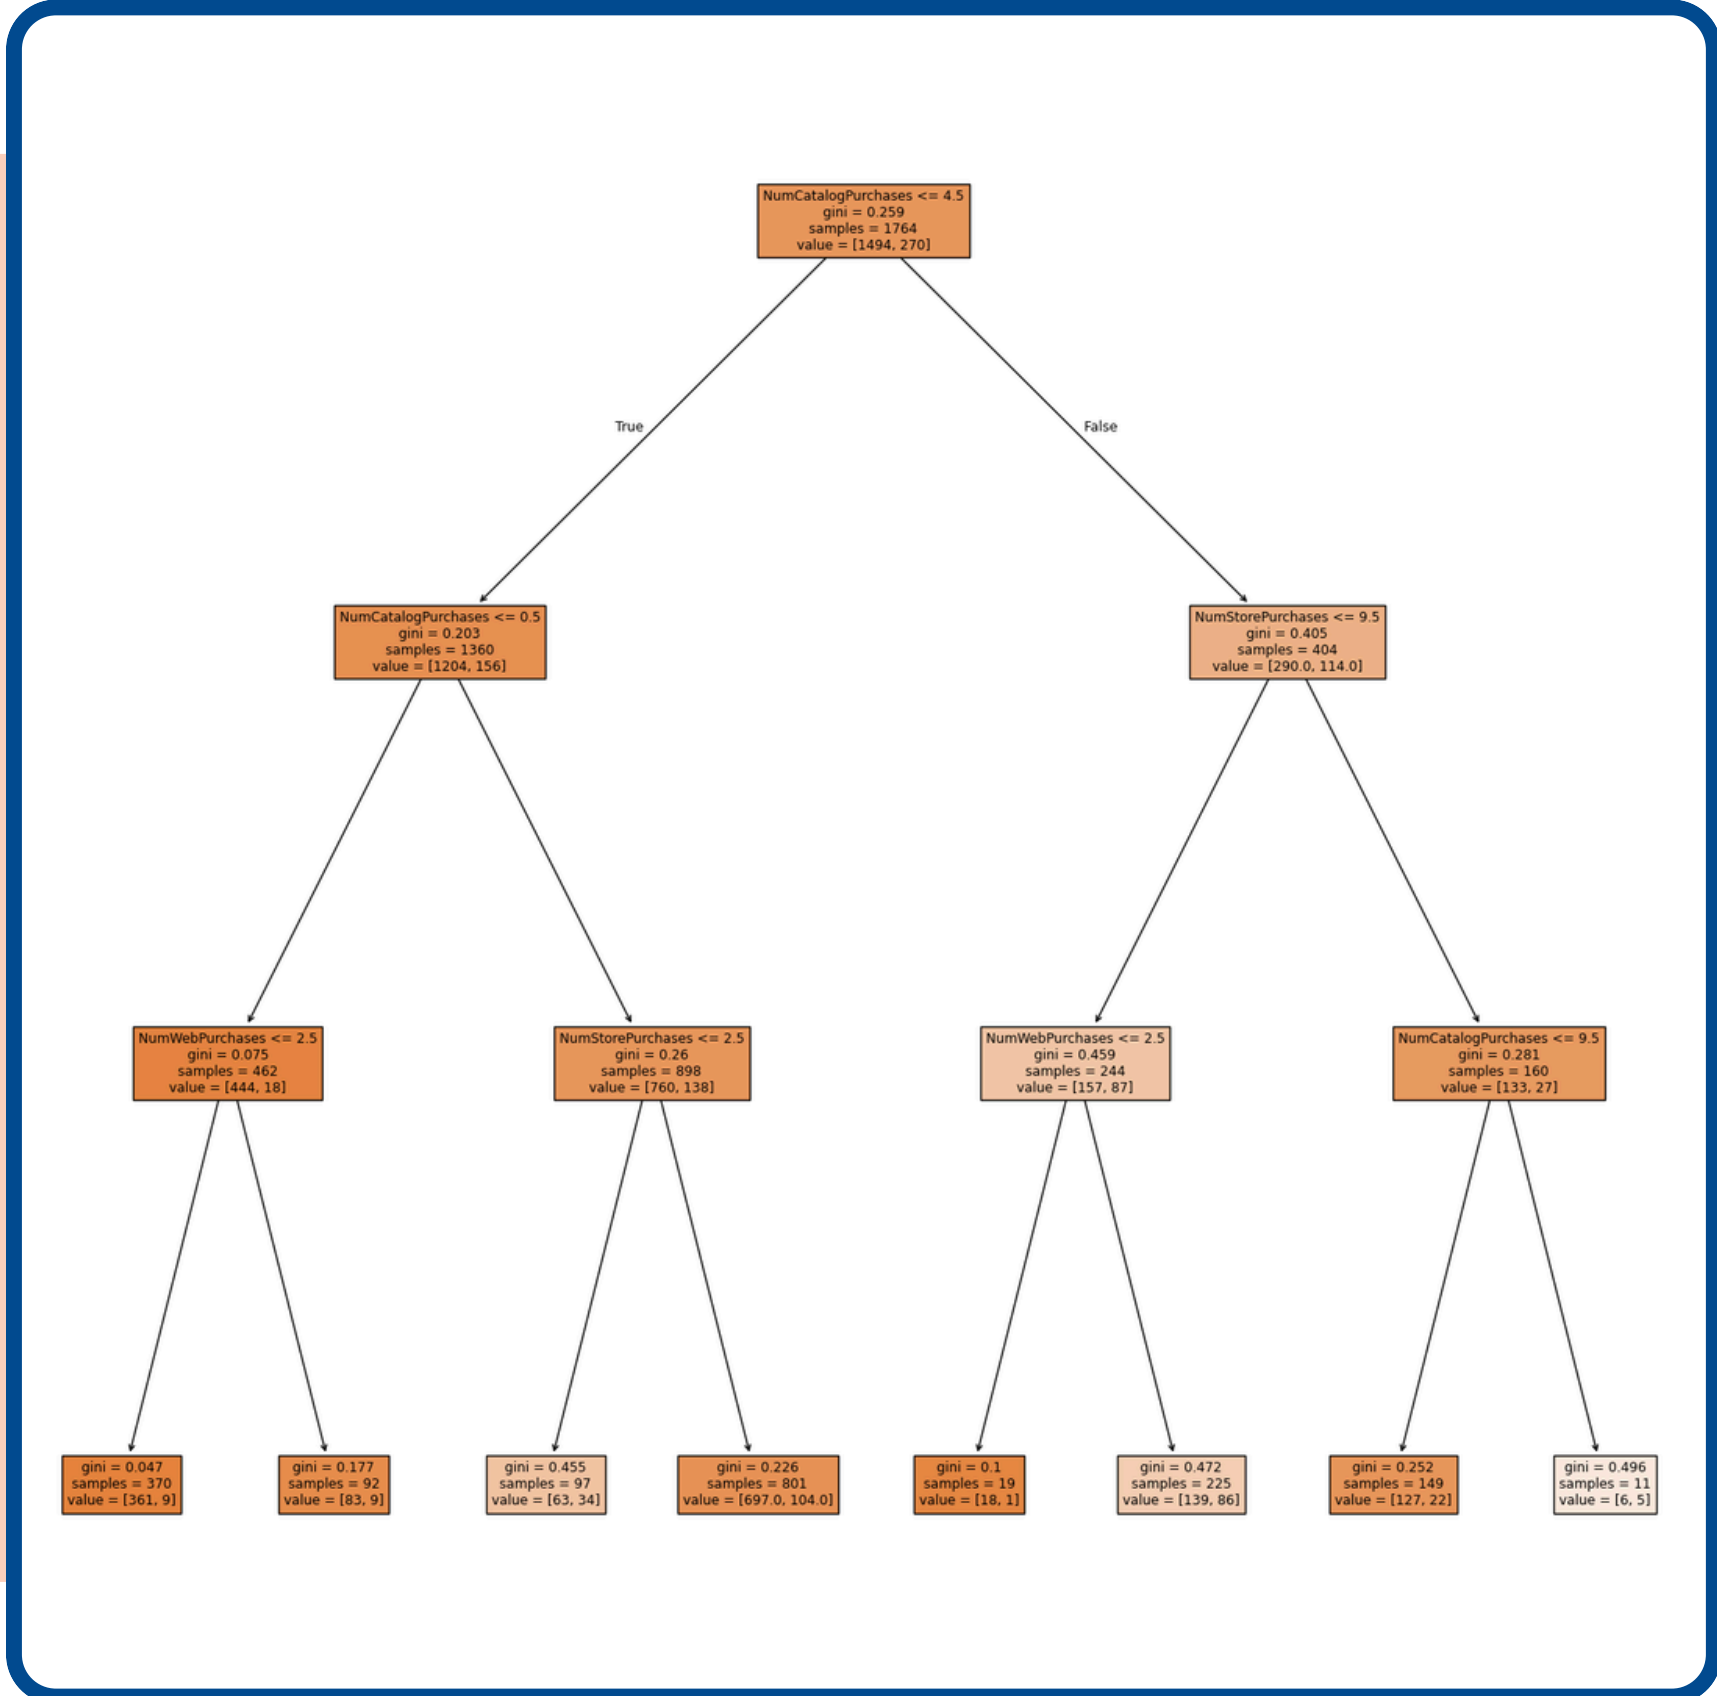 NumCatalogPurchases <= 4.5
gini = 0.259
samples = 1764
value = [1494, 270]
True
False
NumCatalogPurchases <= 0.5
gini = 0.203
samples = 1360
value = [1204, 156]
NumStorePurchases <= 9.5
gini = 0.405
samples = 404
value = [290.0, 114.0]
NumWebPurchases <= 2.5
gini = 0.075
samples = 462
value = [444, 18]
NumStorePurchases <= 2.5
gini = 0.26
samples = 898
value = [760, 138]
NumWebPurchases <= 2.5
gini = 0.459
samples = 244
value = [157, 87]
NumCatalogPurchases <= 9.5
gini = 0.281
samples = 160
value = [133, 27]
gini = 0.047
samples = 370
value = [361, 9]
gini = 0.177
samples = 92
value = [83, 9]
gini = 0.455
samples = 97
value = [63, 34]
gini = 0.226
samples = 801
value = [697.0, 104.0]
gini = 0.1
samples = 19
value = [18, 1]
gini = 0.472
samples = 225
value = [139, 86]
gini = 0.252
samples = 149
value = [127, 22]
gini = 0.496
samples = 11
value = [6, 5]